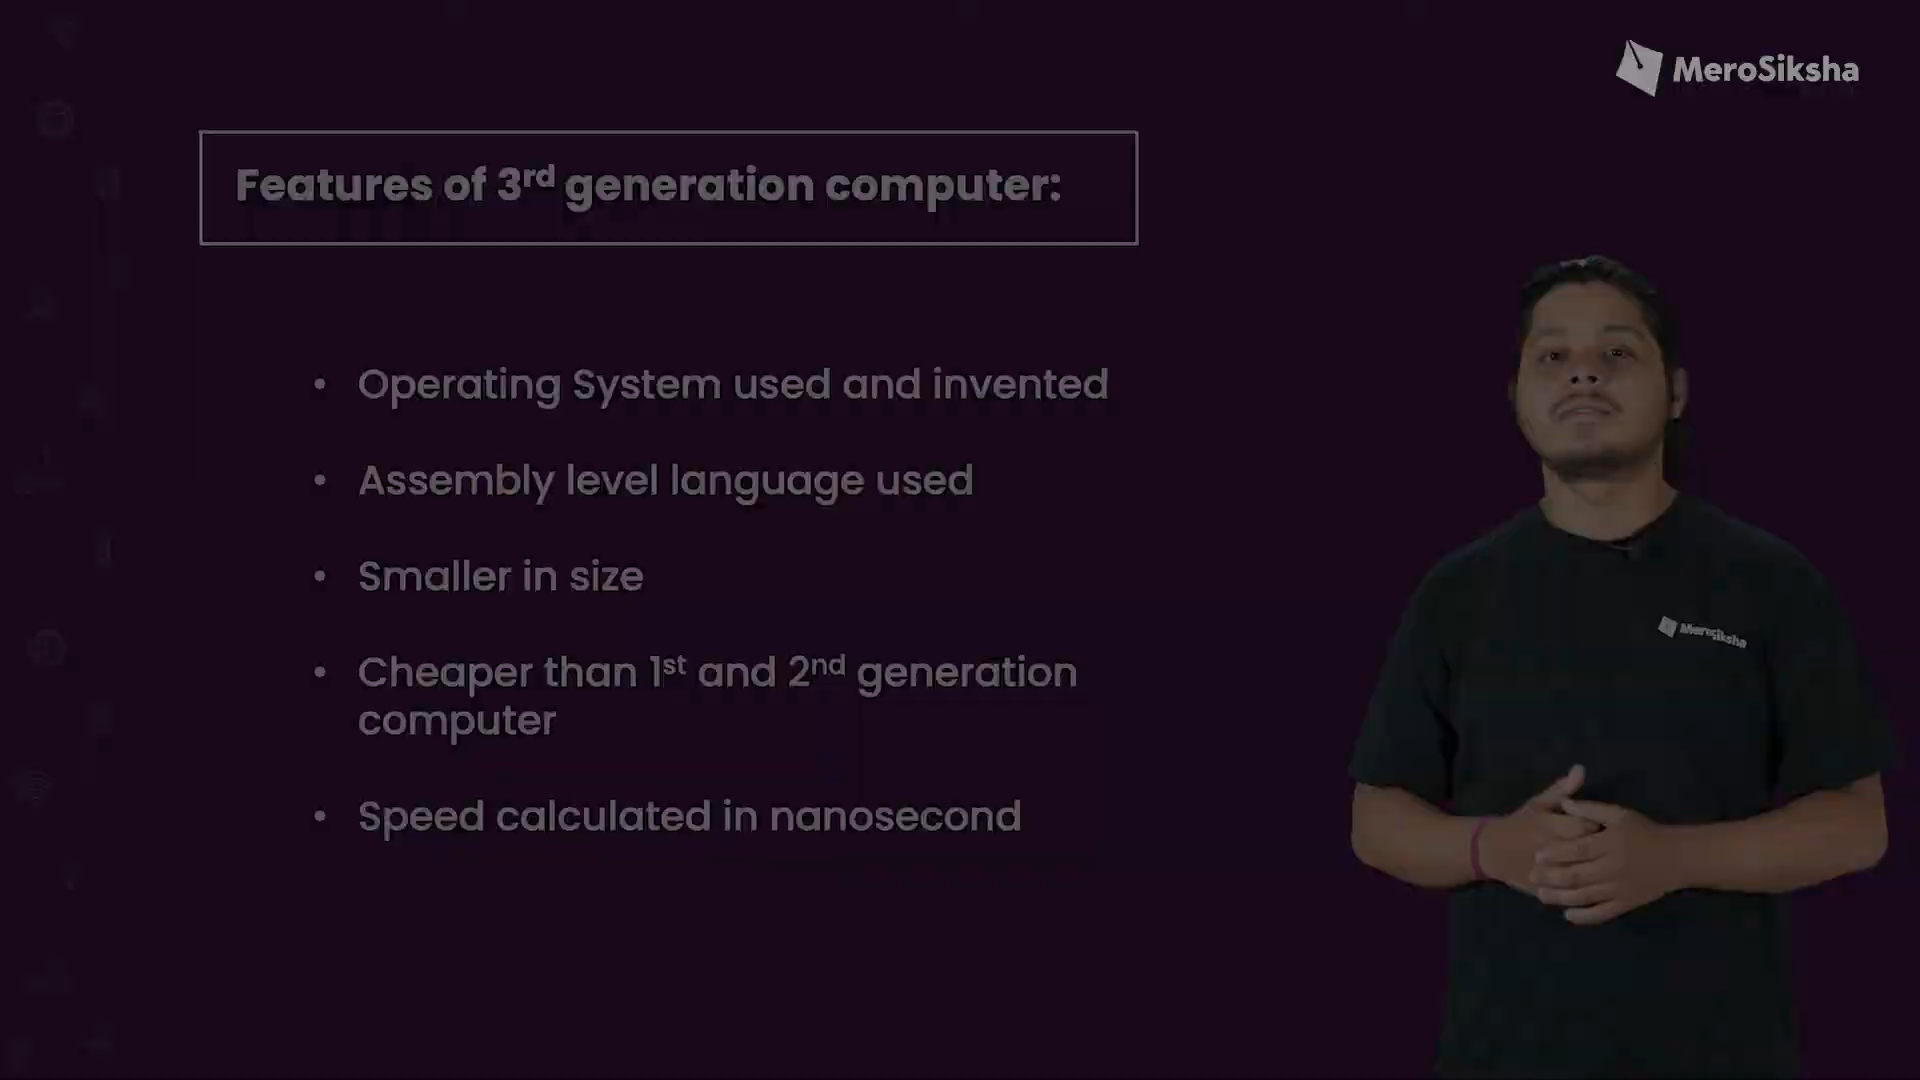 MeroSiksha
Features of 3rd generation computer:
• Operating System used and invented
• Assembly level language used
• Smaller in size
• Cheaper than 1st and 2nd generation
computer
• Speed calculated in nanosecond
MeroSiksha